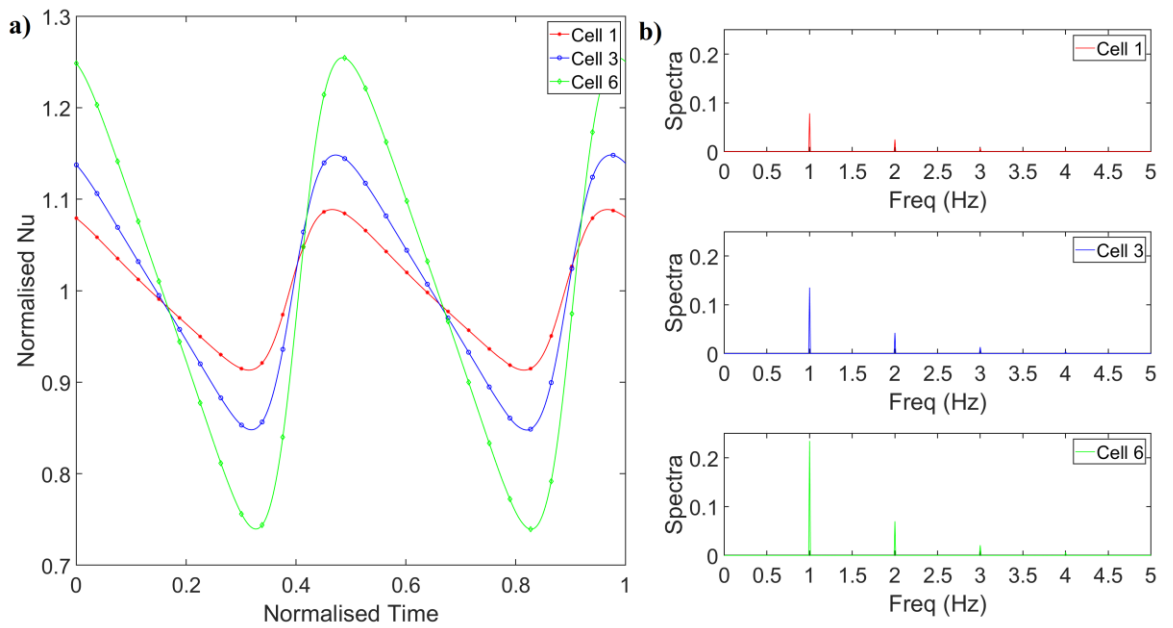 a)
1.3
1.2
1.1
1
0.9
0.8
0.7
Normalised Nu
0 0.2 0.4 0.6 0.8 1
Normalised Time
Cell 1
Cell 3
Cell 6
b)
Cell 1
Spectra
0.2
0.1
0
0 0.5 1 1.5 2 2.5 3 3.5 4 4.5 5
Freq (Hz)
Cell 3
Spectra
0.2
0.1
0
0 0.5 1 1.5 2 2.5 3 3.5 4 4.5 5
Freq (Hz)
Cell 6
Spectra
0.2
0.1
0
0 0.5 1 1.5 2 2.5 3 3.5 4 4.5 5
Freq (Hz)